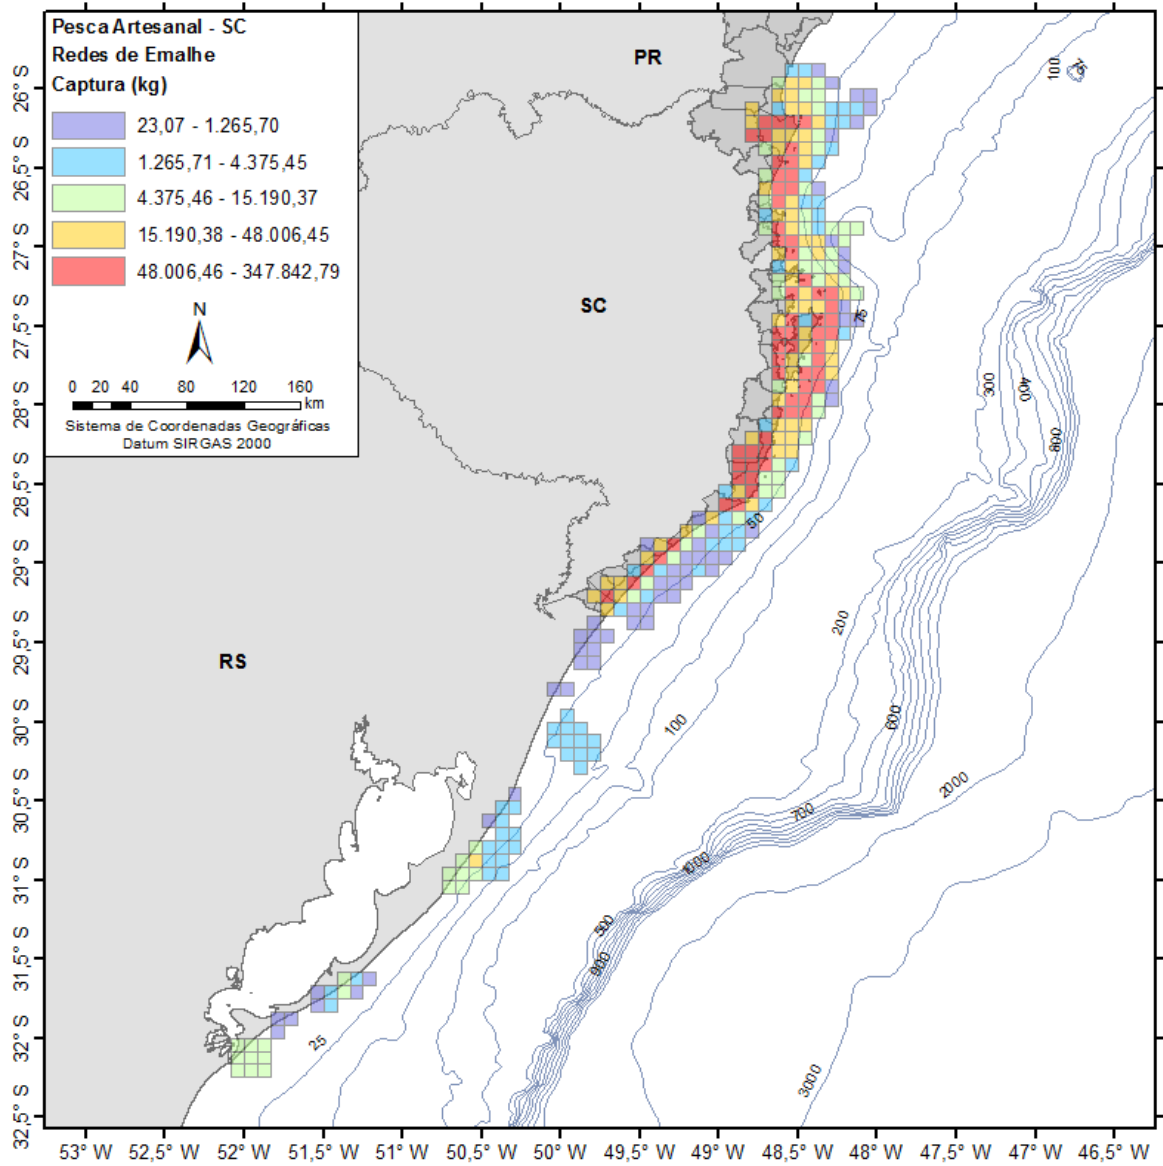 Pesca Artesanal - SC
Redes de Emalhe
Captura (kg)
23,07 - 1.265,70
1.265,71 - 4.375,45
4.375,46 - 15.190,37
15.190,38 - 48.006,45
48.006,46 - 347.842,79
N
0 20 40 80 120 160
km
Sistema de Coordenadas Geográficas
Datum SIRGAS 2000
PR
SC
RS
100
75
75
300
400
800
50
200
100
600
2000
700
1000
500
900
25
3000
26° S
26,5° S
27° S
27,5° S
28° S
28,5° S
29° S
29,5° S
30° S
30,5° S
31° S
31,5° S
32° S
32,5° S
53° W 52,5° W 52° W 51,5° W 51° W 50,5° W 50° W 49,5° W 49° W 48,5° W 48° W 47,5° W 47° W 46,5° W